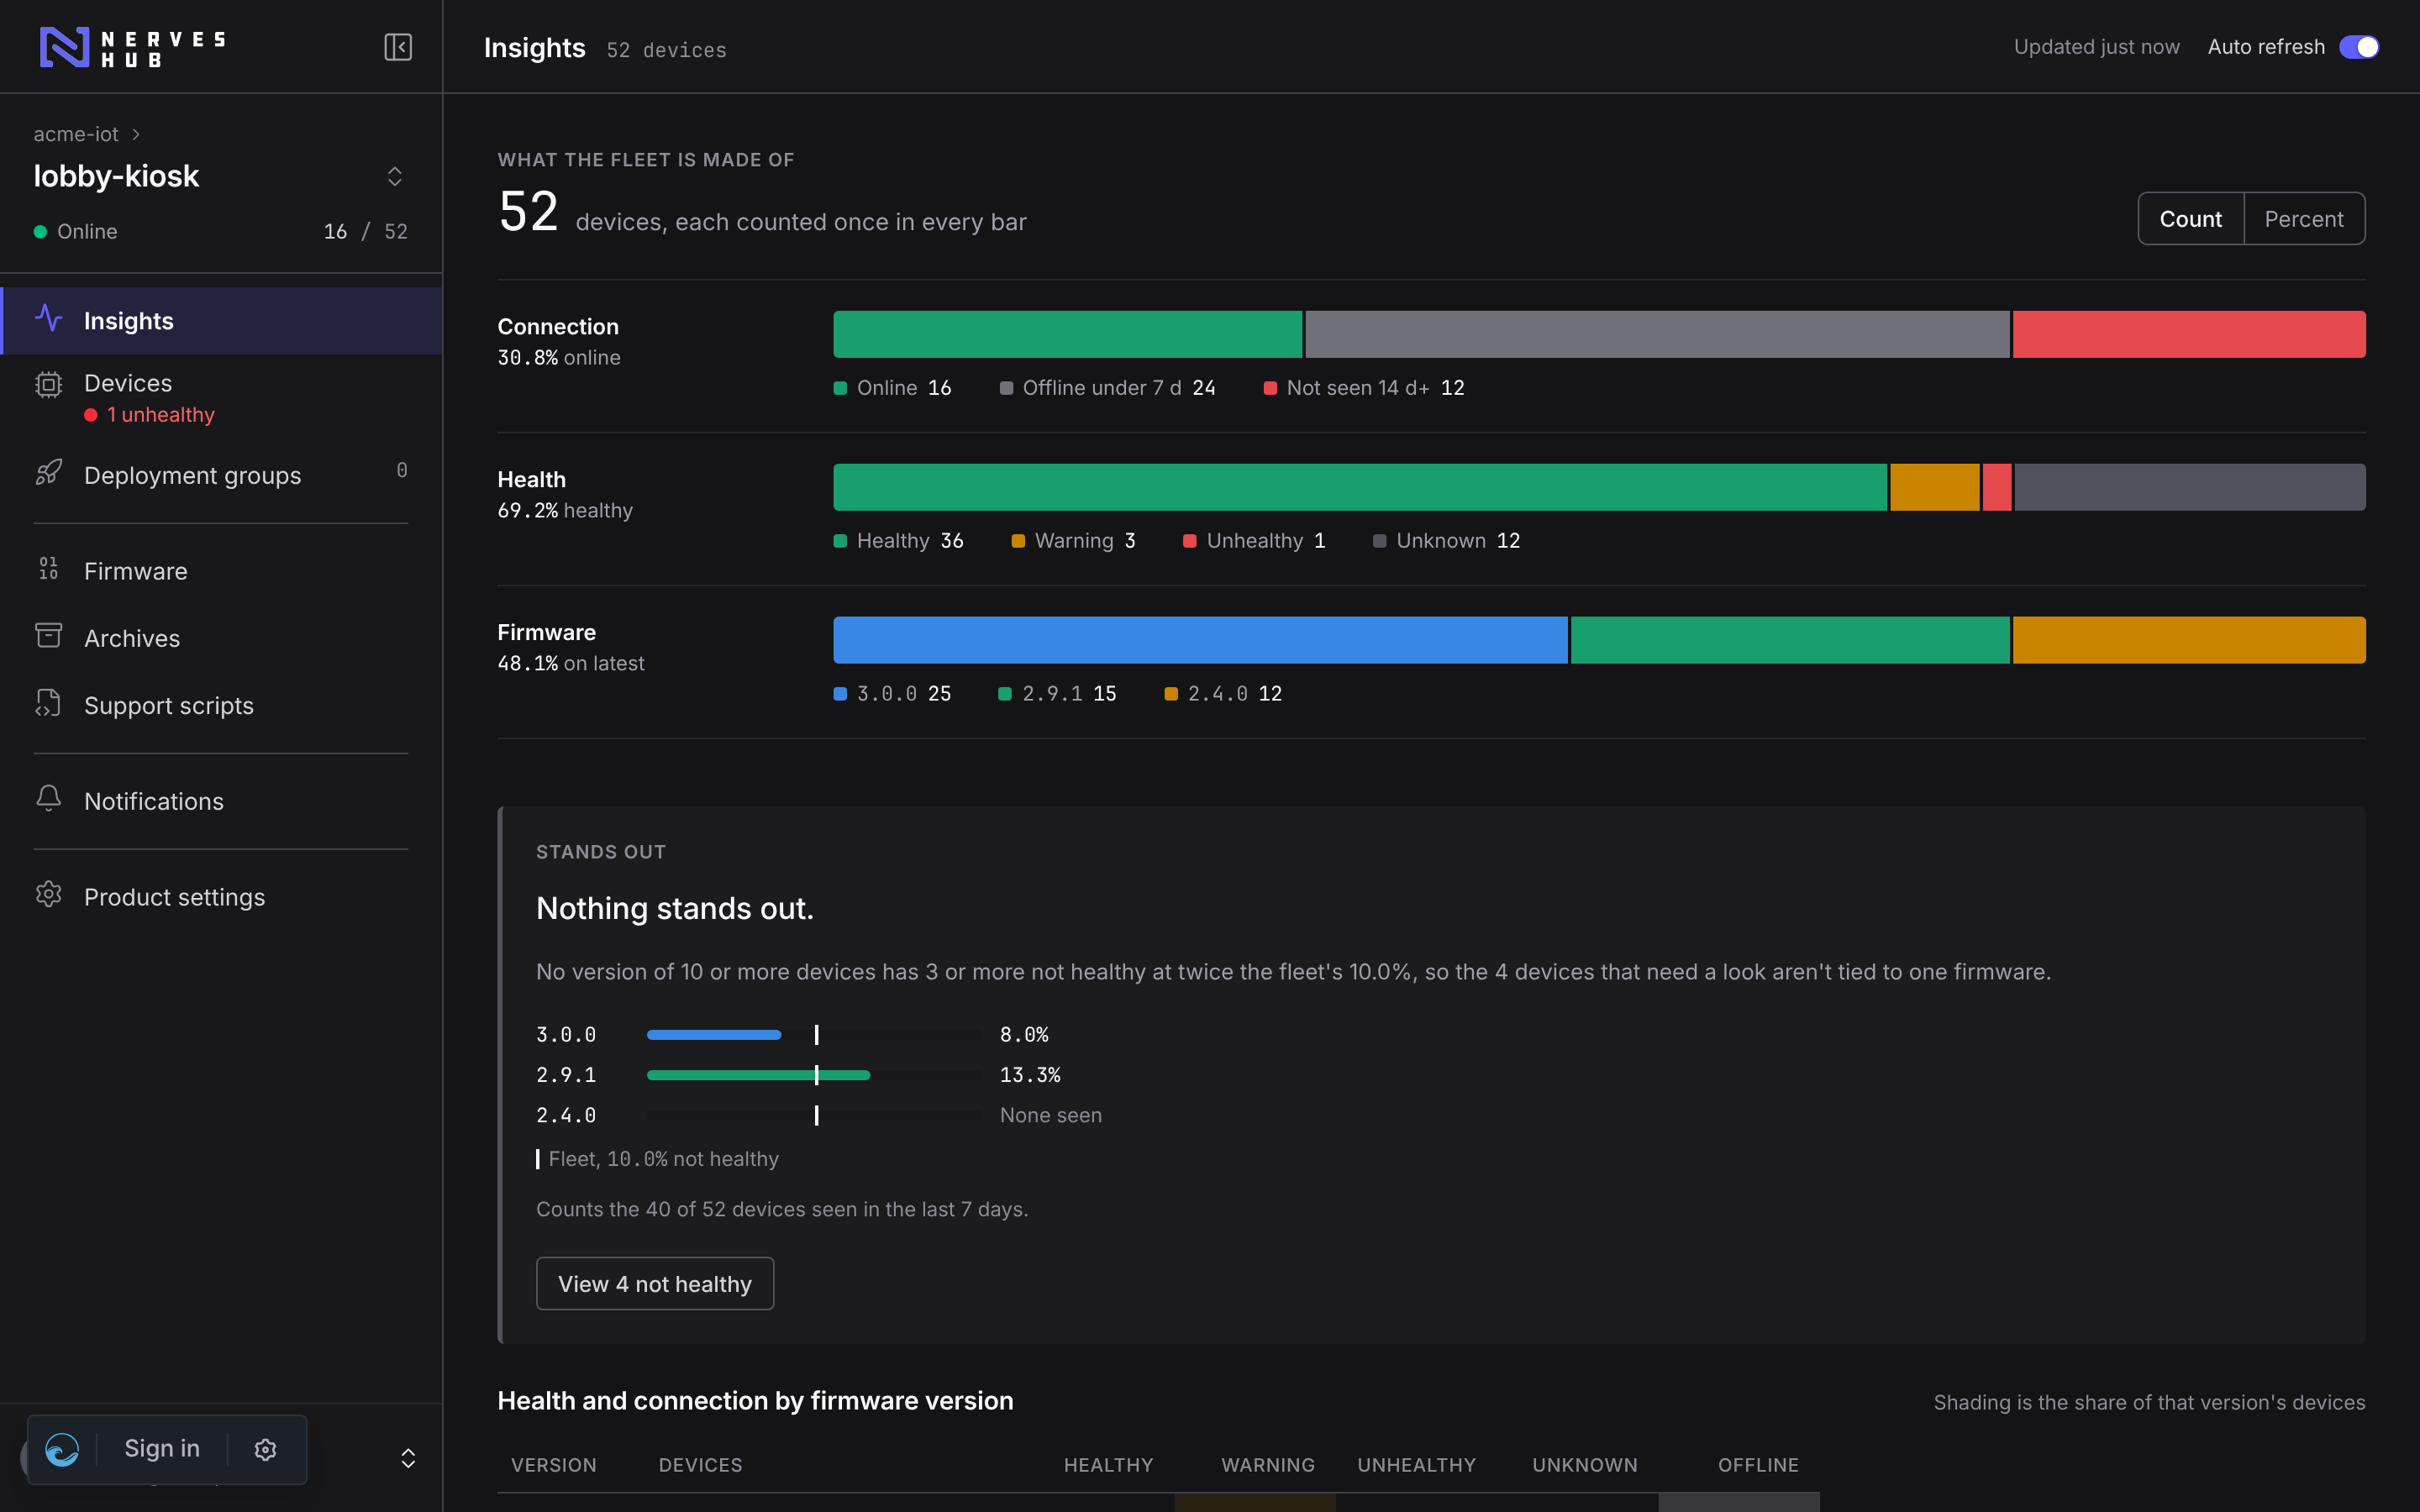 NERVES
HUB
Insights 52 devices
Updated just now Auto refresh
acme-iot
lobby-kiosk
Online 16 / 52
Insights
Devices
1 unhealthy
Deployment groups 0
Firmware
Archives
Support scripts
Notifications
Product settings
Sign in
WHAT THE FLEET IS MADE OF
52 devices, each counted once in every bar
Count Percent
Connection
30.8% online
Online 16 Offline under 7 d 24 Not seen 14 d+ 12
Health
69.2% healthy
Healthy 36 Warning 3 Unhealthy 1 Unknown 12
Firmware
48.1% on latest
3.0.0 25 2.9.1 15 2.4.0 12
STANDS OUT
Nothing stands out.
No version of 10 or more devices has 3 or more not healthy at twice the fleet's 10.0%, so the 4 devices that need a look aren't tied to one firmware.
3.0.0 8.0%
2.9.1 13.3%
2.4.0 None seen
Fleet, 10.0% not healthy
Counts the 40 of 52 devices seen in the last 7 days.
View 4 not healthy
Health and connection by firmware version
Shading is the share of that version's devices
VERSION DEVICES HEALTHY WARNING UNHEALTHY UNKNOWN OFFLINE